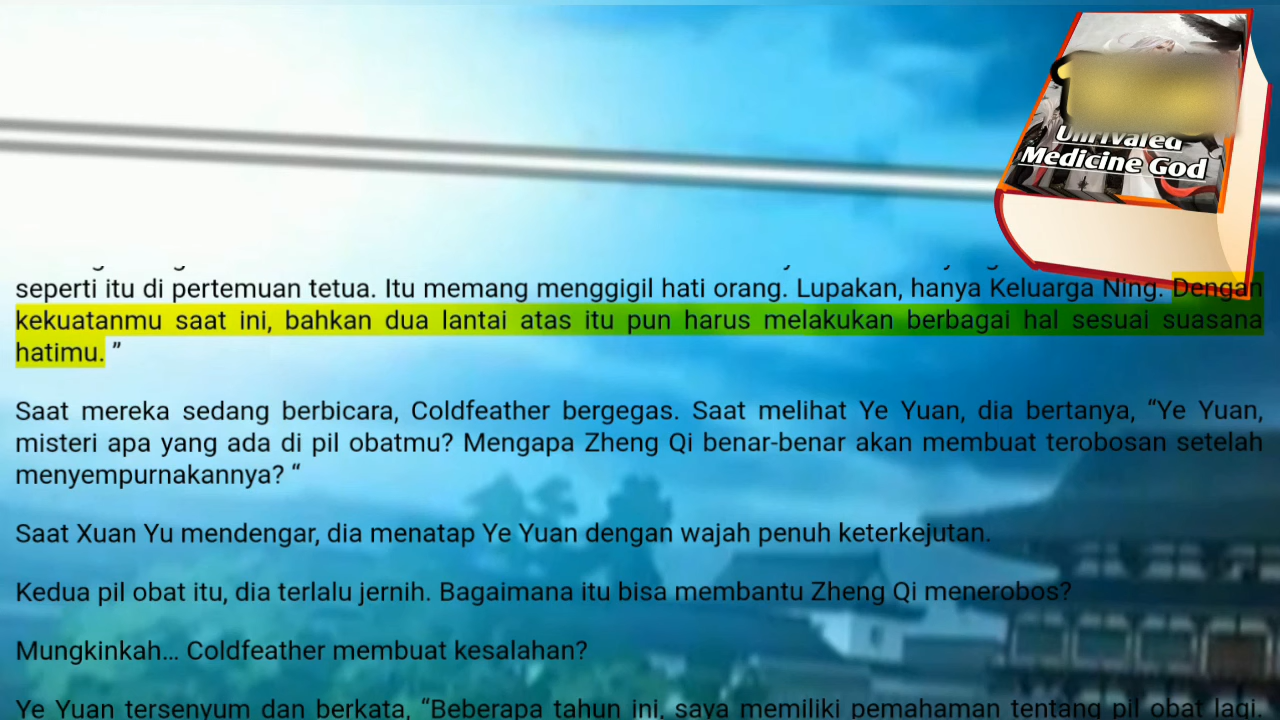 Unrivaled
Medicine God
seperti itu di pertemuan tetua. Itu memang menggigil hati orang. Lupakan, hanya Keluarga Ning. Dengan
kekuatanmu saat ini, bahkan dua lantai atas itu pun harus melakukan berbagai hal sesuai suasana
hatimu. ”
Saat mereka sedang berbicara, Coldfeather bergegas. Saat melihat Ye Yuan, dia bertanya, “Ye Yuan,
misteri apa yang ada di pil obatmu? Mengapa Zheng Qi benar-benar akan membuat terobosan setelah
menyempurnakannya? “
Saat Xuan Yu mendengar, dia menatap Ye Yuan dengan wajah penuh keterkejutan.
Kedua pil obat itu, dia terlalu jernih. Bagaimana itu bisa membantu Zheng Qi menerobos?
Mungkinkah… Coldfeather membuat kesalahan?
Ye Yuan tersenyum dan berkata, “Beberapa tahun ini, saya memiliki pemahaman tentang pil obat lagi.